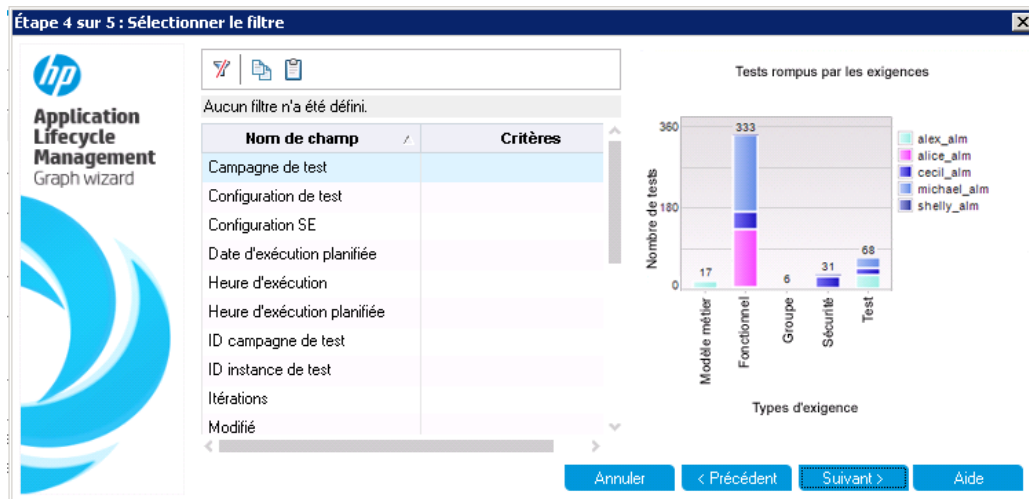 Étape 4 sur 5 : Sélectionner le filtre
hp
Application
Lifecycle
Management
Graph wizard
Aucun filtre n'a été défini.
Nom de champ Critères
Campagne de test
Configuration de test
Configuration SE
Date d'exécution planifiée
Heure d'exécution
Heure d'exécution planifiée
ID campagne de test
ID instance de test
Itérations
Modifié
Tests rompus par les exigences
Nombre de tests
360
180
0
17
333
6
31
68
Modèle métier
Fonctionnel
Groupe
Sécurité
Test
Types d'exigence
alex_alm
alice_alm
cecil_alm
michael_alm
shelly_alm
Annuler < Précédent Suivant > Aide